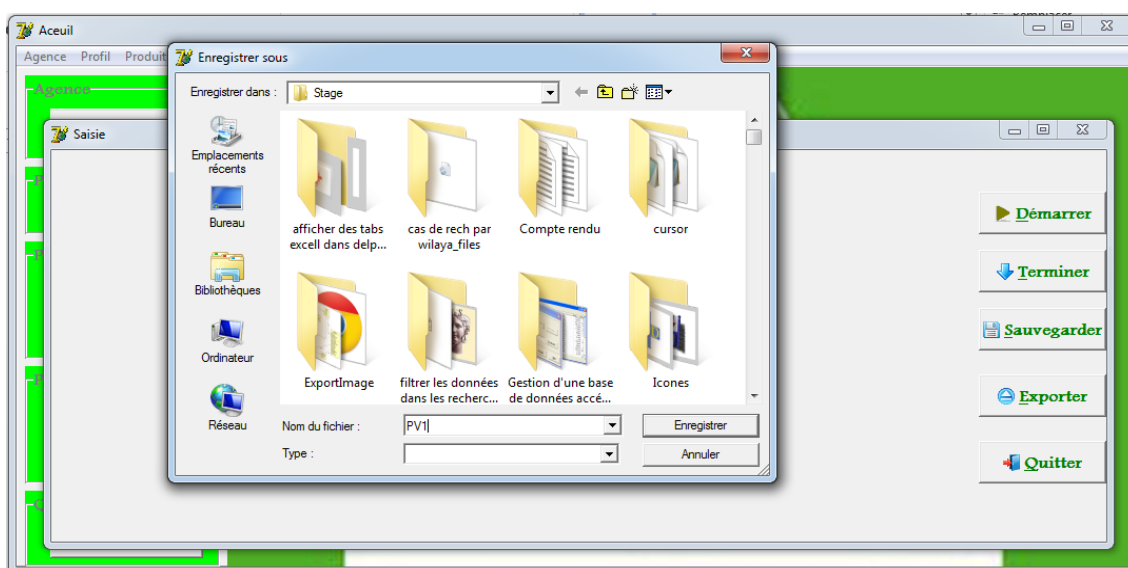 Aceuil
Agence Profil Produit
Enregistrer sous
Agence
Enregistrer dans :
Stage
Saisie
Emplacements
récents
Bureau
Bibliothèques
Ordinateur
Réseau
afficher des tabs
excell dans delp...
cas de rech par
wilaya_files
Compte rendu
cursor
ExportImage
filtrer les données
dans les recherc...
Gestion d'une base
de données accé...
Icones
Nom du fichier :
PV1
Enregistrer
Type :
Annuler
Démarrer
Terminer
Sauvegarder
Exporter
Quitter